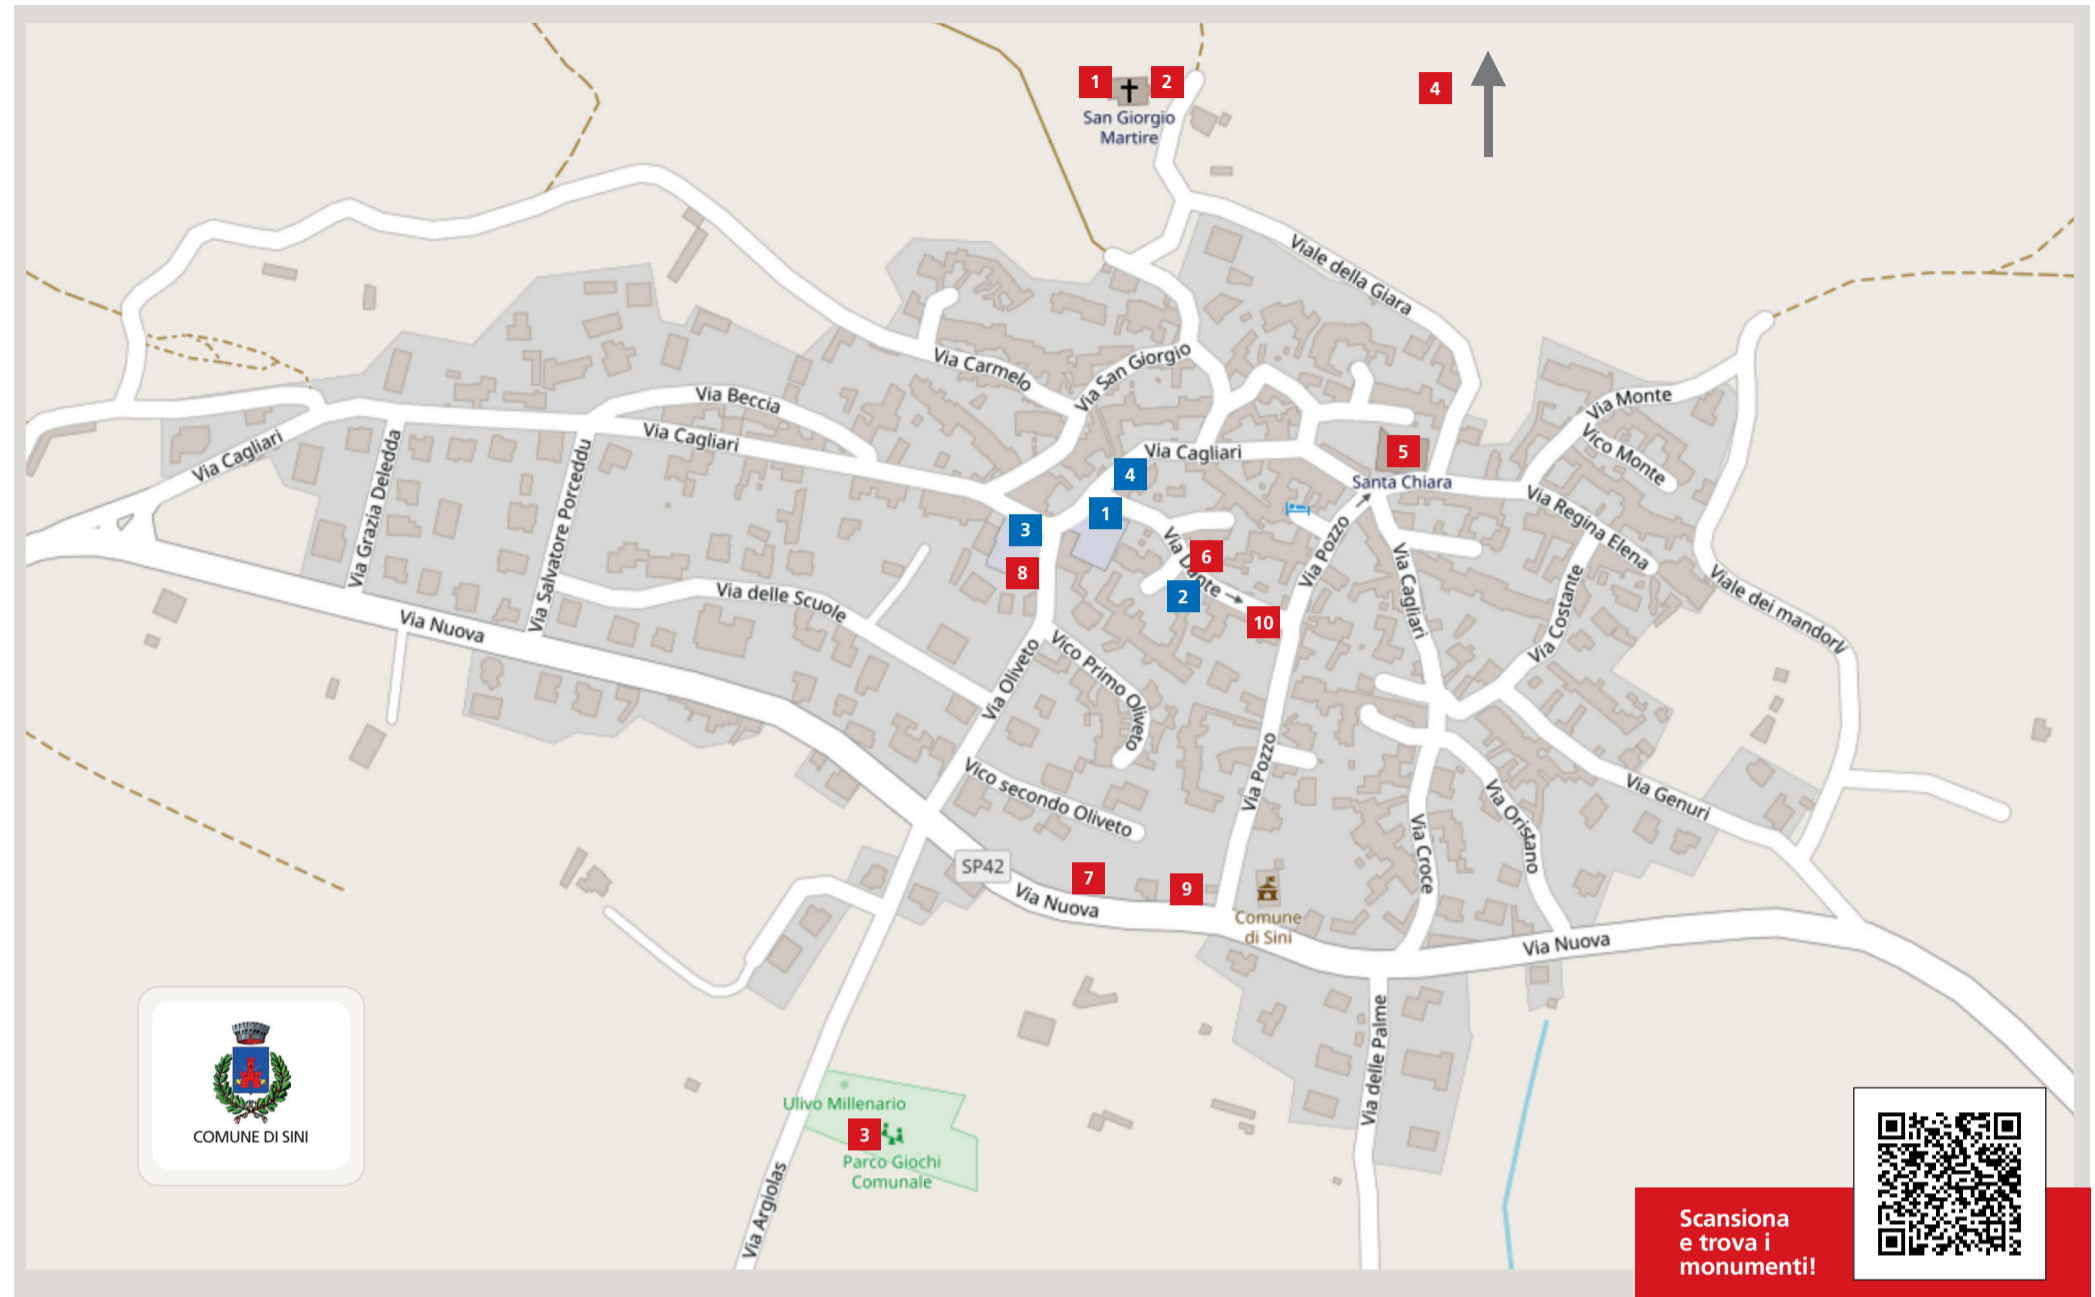 1
2
San Giorgio
Martire
4
Viale della Giara
Via Carmelo
Via San Giorgio
Via Beccia
Via Monte
Vico Monte
Via Cagliari
Via Cagliari
Via Cagliari
5
Santa Chiara
4
1
3
8
Via Grazia Deledda
Via Salvatore Porceddu
Via Dante
6
2
10
Via Pozzo
Via Cagliari
Via Regina Elena
Via Costante
Viale dei mandorli
Via delle Scuole
Via Nuova
Via Oliveto
Vico Primo Oliveto
Vico secondo Oliveto
Via Pozzo
Via Genuri
Via Oristano
Via Croce
SP42
7
9
Via Nuova
Comune
di Sini
Via Nuova
Via delle Palme
Ulivo Millenario
3
Parco Giochi
Comunale
Via Argiolas
COMUNE DI SINI
Scansiona
e trova i
monumenti!